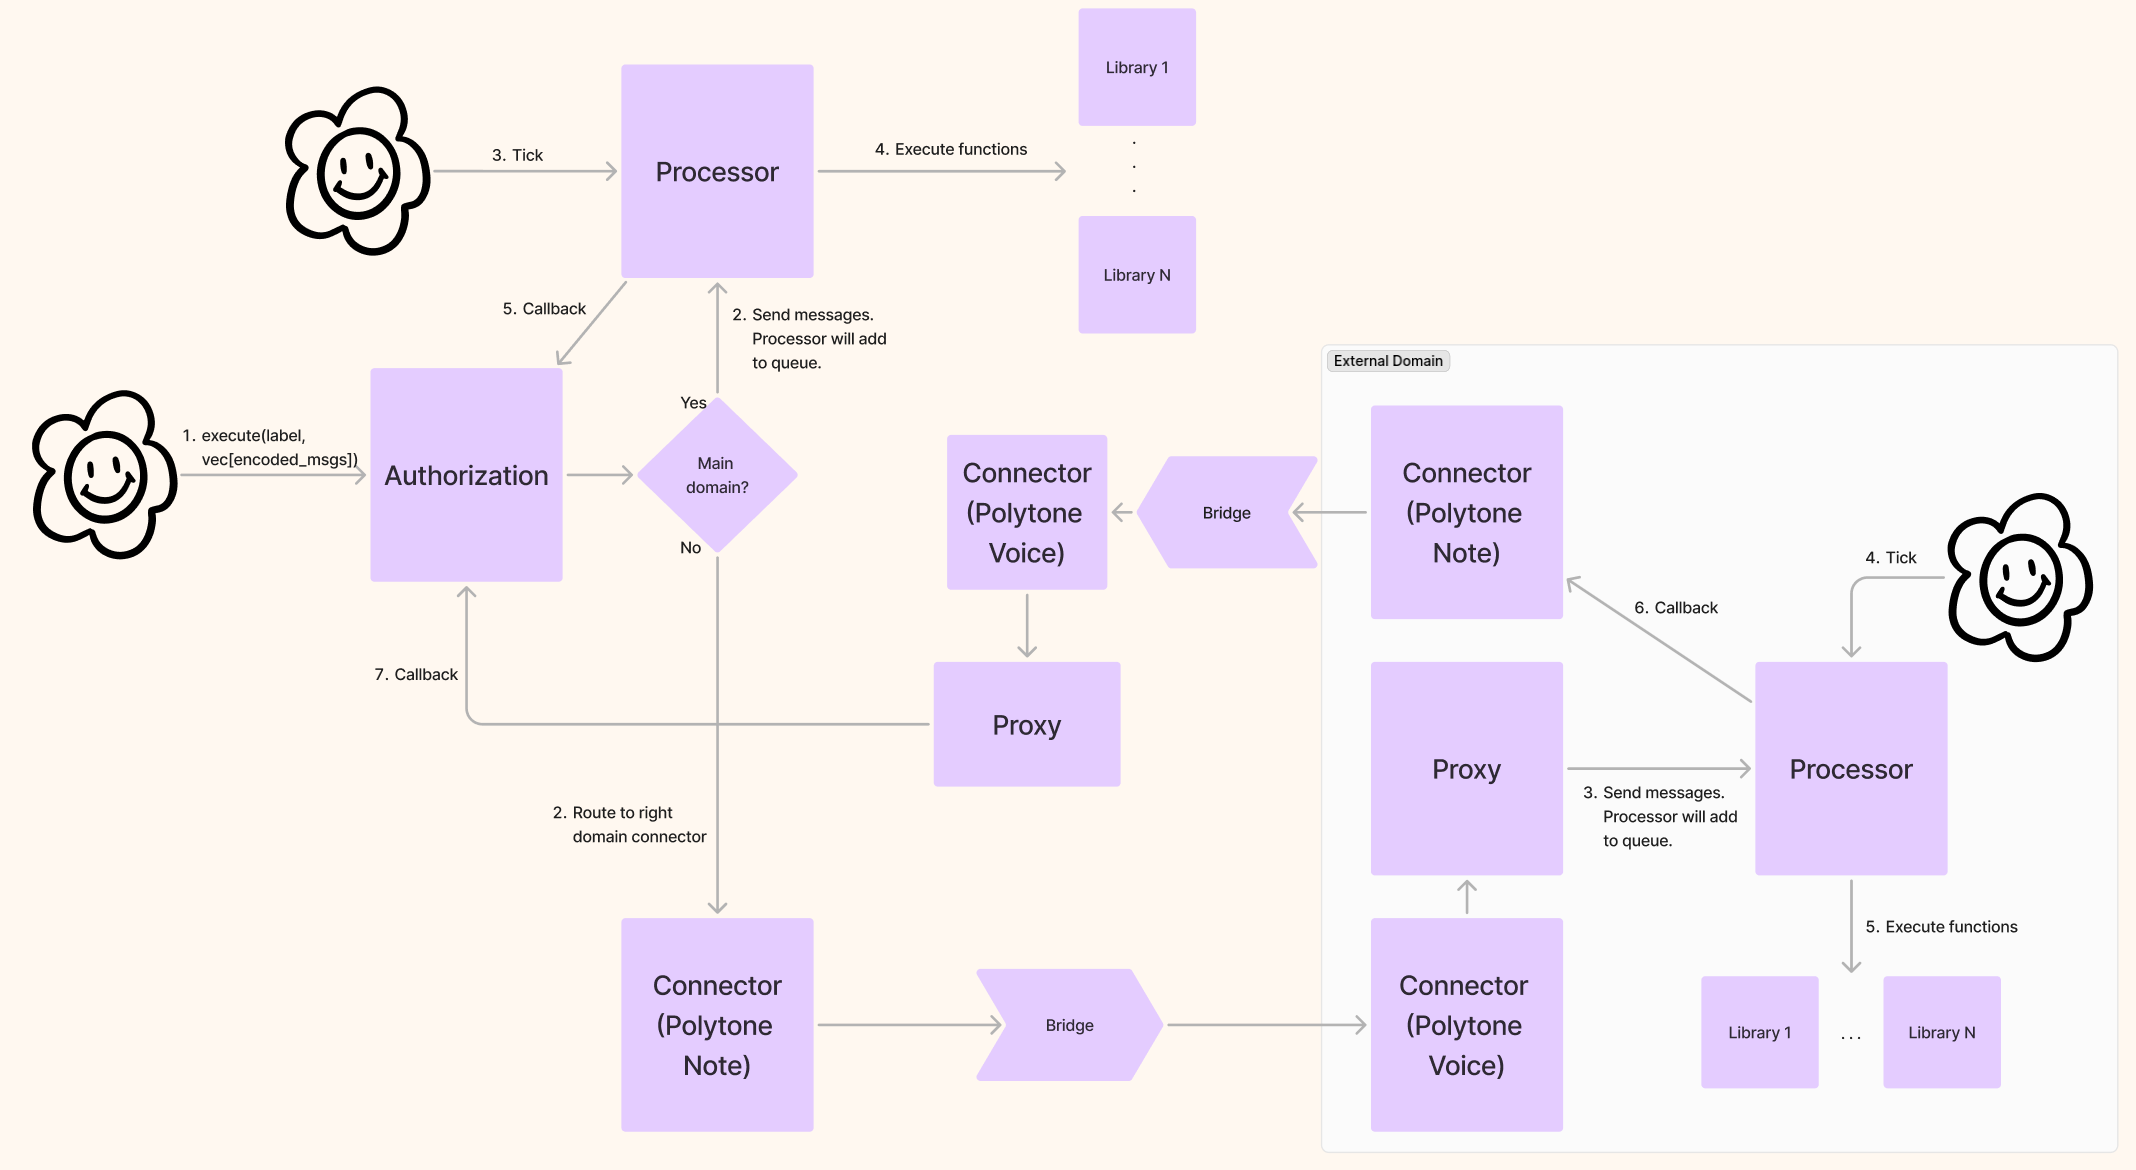 Library 1
.
.
.
Library N
3. Tick
Processor
4. Execute functions
5. Callback
2. Send messages.
Processor will add
to queue.
1. execute(label,
vec[encoded_msgs])
Authorization
Yes
Main
domain?
No
7. Callback
2. Route to right
domain connector
Connector
(Polytone
Voice)
Proxy
Bridge
Connector
(Polytone
Note)
Bridge
External Domain
Connector
(Polytone
Note)
6. Callback
4. Tick
Proxy
3. Send messages.
Processor will add
to queue.
Processor
5. Execute functions
Connector
(Polytone
Voice)
Library 1
...
Library N